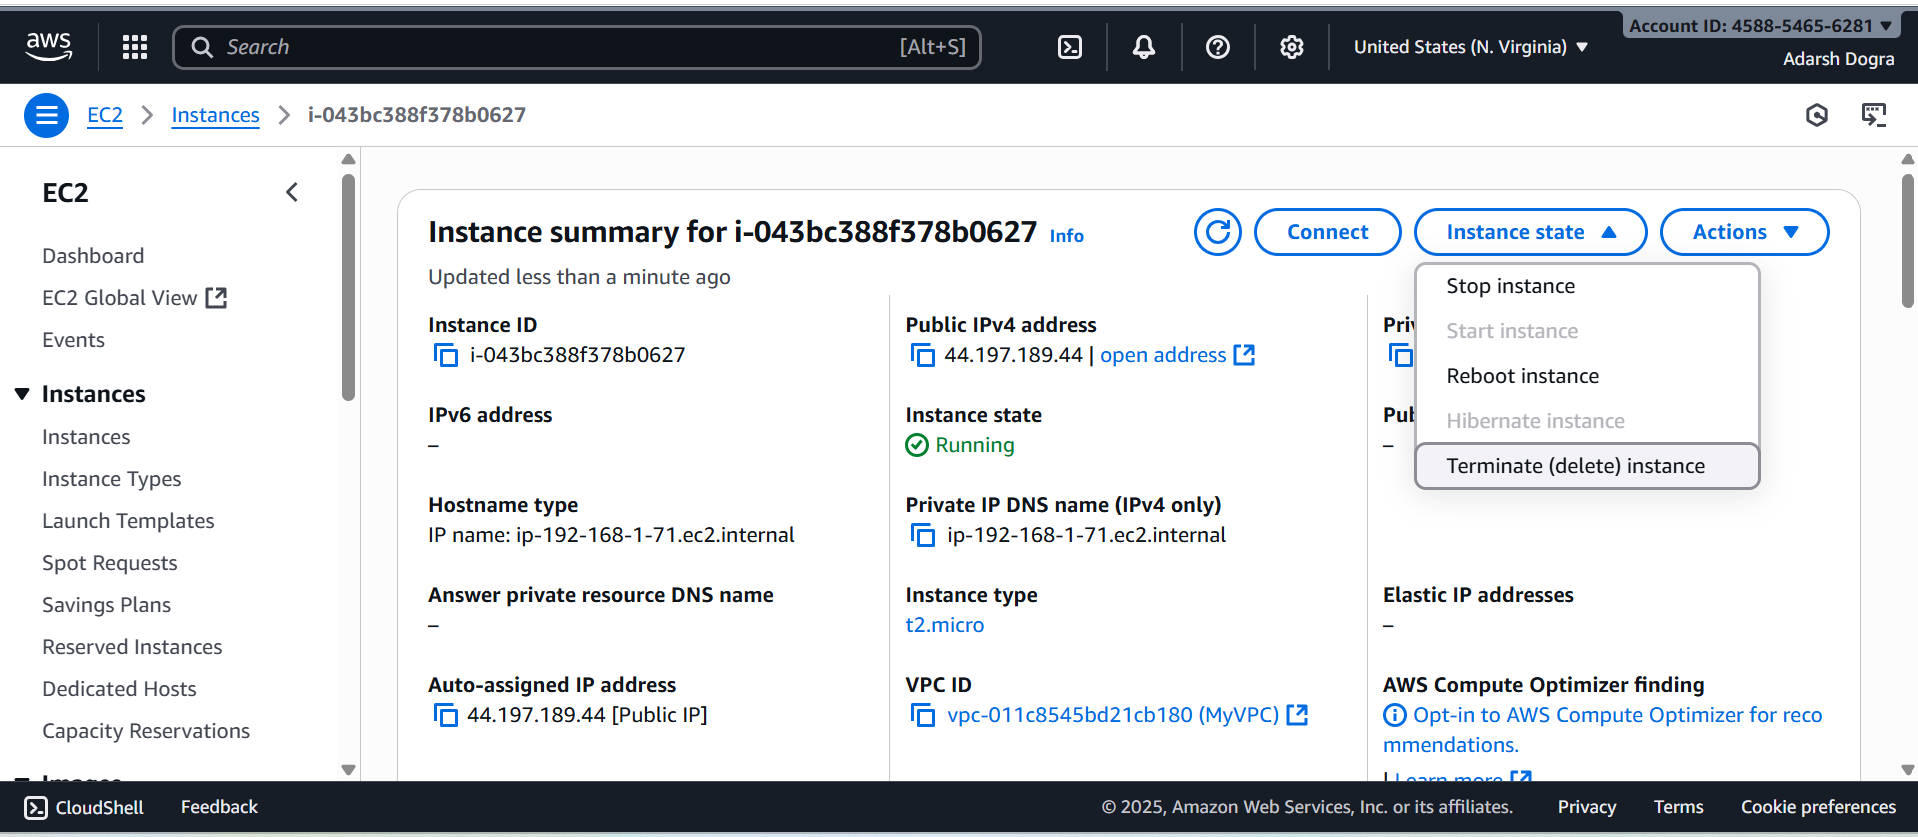 aws
Search [Alt+S]
United States (N. Virginia)
Account ID: 4588-5465-6281
Adarsh Dogra
EC2
Instances
i-043bc388f378b0627
EC2
Dashboard
EC2 Global View
Events
Instances
Instances
Instance Types
Launch Templates
Spot Requests
Savings Plans
Reserved Instances
Dedicated Hosts
Capacity Reservations
Images
Instance summary for i-043bc388f378b0627 Info
Updated less than a minute ago
Connect
Instance state
Actions
Stop instance
Start instance
Reboot instance
Hibernate instance
Terminate (delete) instance
Instance ID
i-043bc388f378b0627
Public IPv4 address
44.197.189.44 | open address
IPv6 address
–
Instance state
Running
–
Hostname type
IP name: ip-192-168-1-71.ec2.internal
Private IP DNS name (IPv4 only)
ip-192-168-1-71.ec2.internal
Answer private resource DNS name
–
Instance type
t2.micro
Elastic IP addresses
–
Auto-assigned IP address
44.197.189.44 [Public IP]
VPC ID
vpc-011c8545bd21cb180 (MyVPC)
AWS Compute Optimizer finding
Opt-in to AWS Compute Optimizer for reco
mmendations.
| Learn more
CloudShell
Feedback
© 2025, Amazon Web Services, Inc. or its affiliates.
Privacy
Terms
Cookie preferences